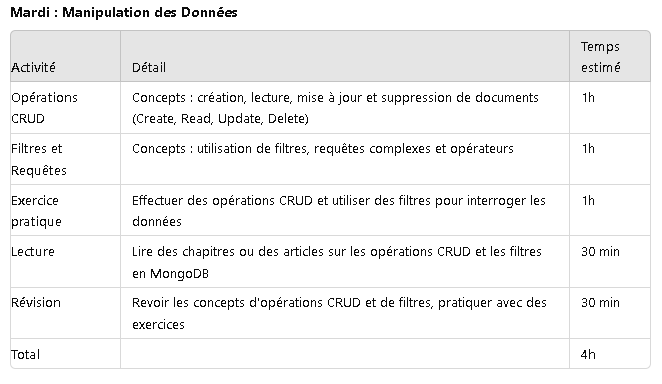 Mardi : Manipulation des Données
Activité Détail Temps estimé
Opérations CRUD Concepts : création, lecture, mise à jour et suppression de documents (Create, Read, Update, Delete) 1h
Filtres et Requêtes Concepts : utilisation de filtres, requêtes complexes et opérateurs 1h
Exercice pratique Effectuer des opérations CRUD et utiliser des filtres pour interroger les données 1h
Lecture Lire des chapitres ou des articles sur les opérations CRUD et les filtres en MongoDB 30 min
Révision Revoir les concepts d'opérations CRUD et de filtres, pratiquer avec des exercices 30 min
Total 4h